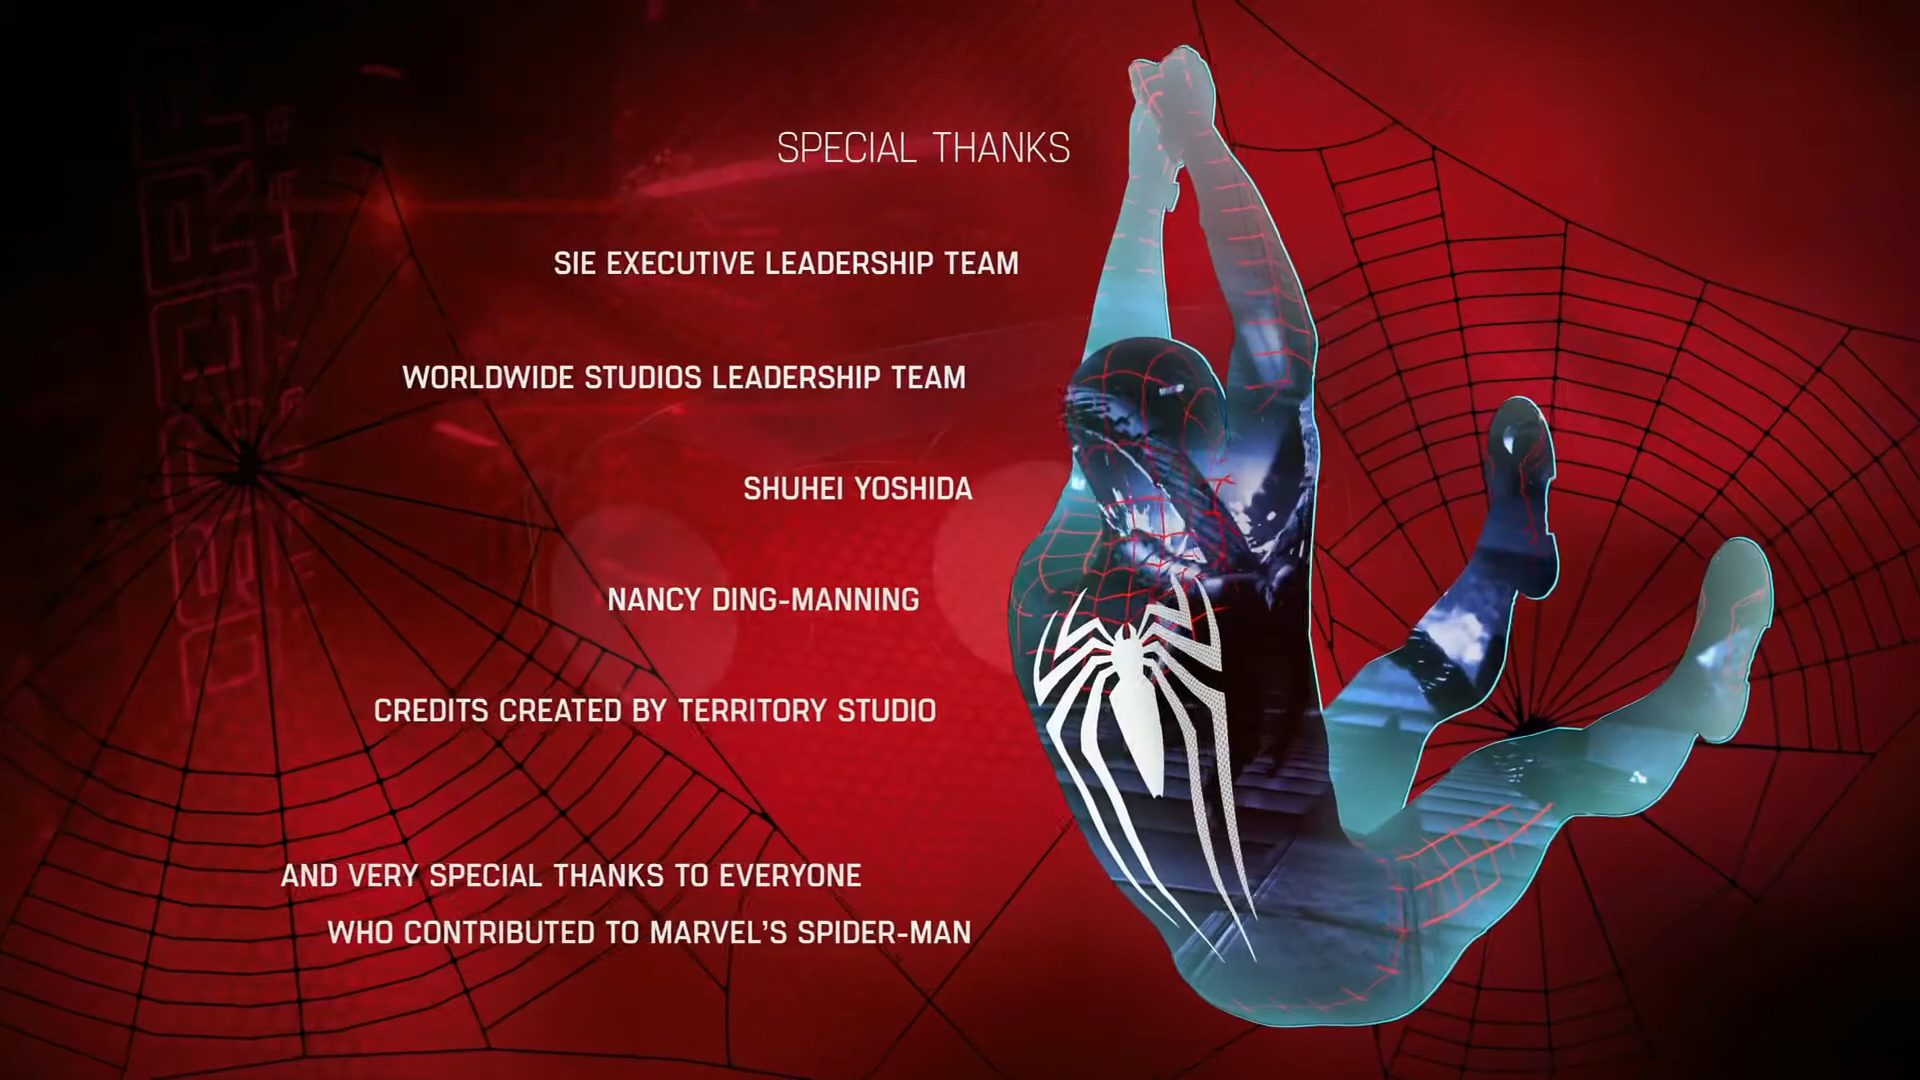 SPECIAL THANKS
SIE EXECUTIVE LEADERSHIP TEAM
WORLDWIDE STUDIOS LEADERSHIP TEAM
SHUHEI YOSHIDA
NANCY DING-MANNING
CREDITS CREATED BY TERRITORY STUDIO
AND VERY SPECIAL THANKS TO EVERYONE
WHO CONTRIBUTED TO MARVEL'S SPIDER-MAN